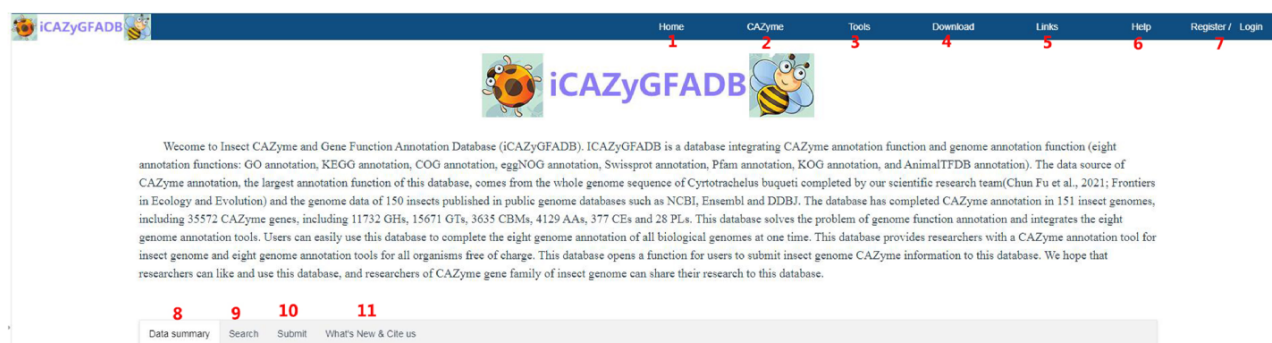 iCAZyGFADB Home CAZyme Tools Download Links Help Register / Login
1 2 3 4 5 6 7
iCAZyGFADB
Wecome to Insect CAZyme and Gene Function Annotation Database (iCAZyGFADB). ICAZyGFADB is a database integrating CAZyme annotation function and genome annotation function (eight
annotation functions: GO annotation, KEGG annotation, COG annotation, eggNOG annotation, Swissprot annotation, Pfam annotation, KOG annotation, and AnimalTFDB annotation). The data source of
CAZyme annotation, the largest annotation function of this database, comes from the whole genome sequence of Cyrtotrachelus buqueti completed by our scientific research team(Chun Fu et al., 2021; Frontiers
in Ecology and Evolution) and the genome data of 150 insects published in public genome databases such as NCBI, Ensembl and DDBJ. The database has completed CAZyme annotation in 151 insect genomes,
including 35572 CAZyme genes, including 11732 GHs, 15671 GTs, 3635 CBMs, 4129 AAs, 377 CEs and 28 PLs. This database solves the problem of genome function annotation and integrates the eight
genome annotation tools. Users can easily use this database to complete the eight genome annotation of all biological genomes at one time. This database provides researchers with a CAZyme annotation tool for
insect genome and eight genome annotation tools for all organisms free of charge. This database opens a function for users to submit insect genome CAZyme information to this database. We hope that
researchers can like and use this database, and researchers of CAZyme gene family of insect genome can share their research to this database.
8 9 10 11
Data summary Search Submit What's New & Cite us